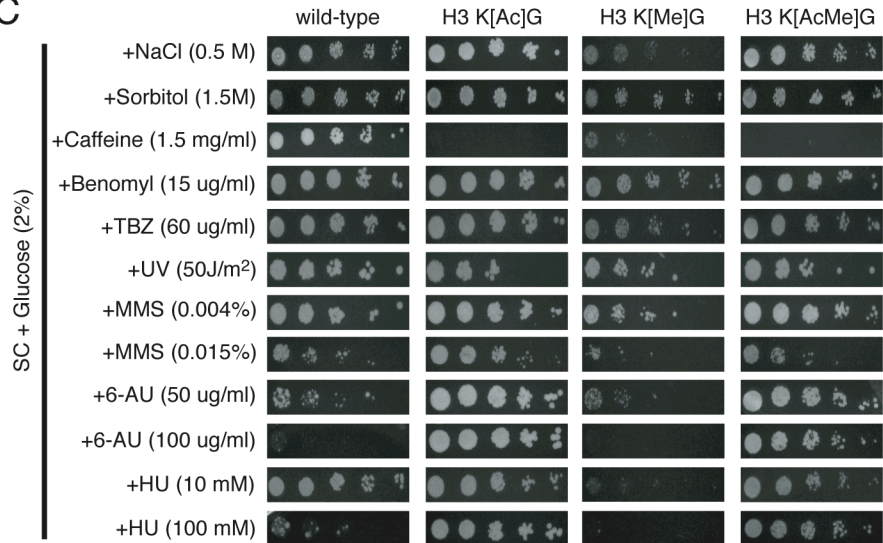 C
wild-type H3 K[Ac]G H3 K[Me]G H3 K[AcMe]G
SC + Glucose (2%)
+NaCl (0.5 M)
+Sorbitol (1.5M)
+Caffeine (1.5 mg/ml)
+Benomyl (15 ug/ml)
+TBZ (60 ug/ml)
+UV (50J/m²)
+MMS (0.004%)
+MMS (0.015%)
+6-AU (50 ug/ml)
+6-AU (100 ug/ml)
+HU (10 mM)
+HU (100 mM)